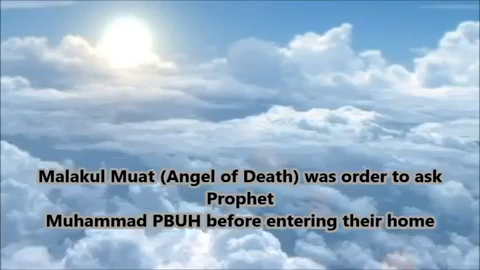 Malakul Muat (Angel of Death) was order to ask
Prophet
Muhammad PBUH before entering their home